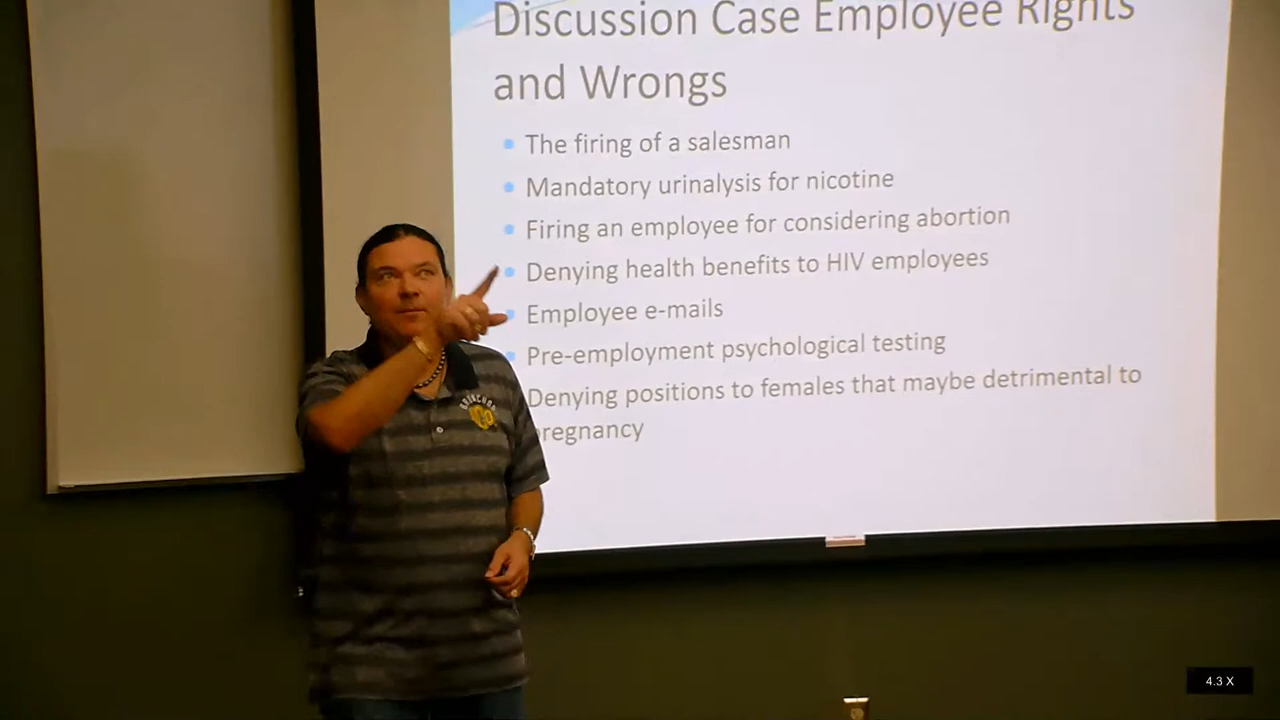 Discussion Case Employee Rights
and Wrongs
The firing of a salesman
Mandatory urinalysis for nicotine
Firing an employee for considering abortion
Denying health benefits to HIV employees
Employee e-mails
Pre-employment psychological testing
Denying positions to females that maybe detrimental to
pregnancy
4.3 X